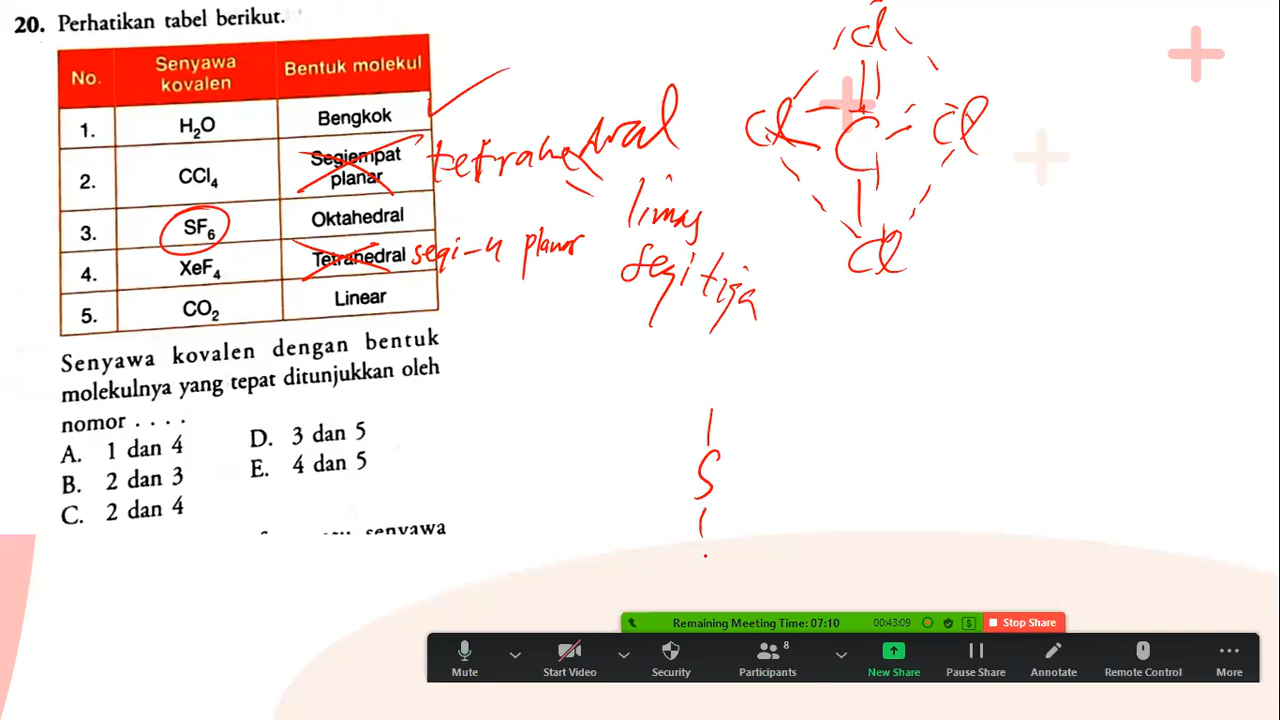 20. Perhatikan tabel berikut.
No. Senyawa kovalen Bentuk molekul
1. H₂O Bengkok
2. CCl₄ Segiempat planar tetrahedral
3. SF₆ Oktahedral
4. XeF₄ Tetrahedral segi-4 planar
5. CO₂ Linear
limas
segitiga
Cl
Cl C Cl
Cl
S
Senyawa kovalen dengan bentuk
molekulnya yang tepat ditunjukkan oleh
nomor . . . .
A. 1 dan 4 D. 3 dan 5
B. 2 dan 3 E. 4 dan 5
C. 2 dan 4
senyawa
Remaining Meeting Time: 07:10 00:43:09 $ Stop Share
8
Mute Start Video Security Participants New Share Pause Share Annotate Remote Control More